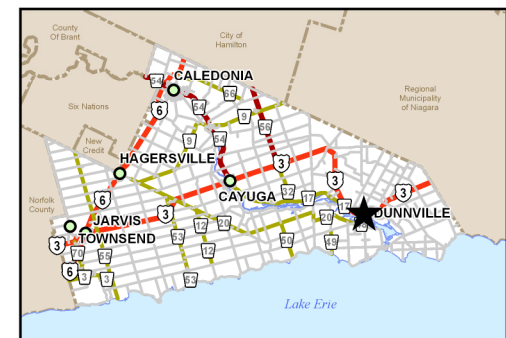 County
Of Brant
City of
Hamilton
CALEDONIA
54
6
54
56
Regional
Municipality
of Niagara
Six Nations
9
56
9
54
New
Credit
HAGERSVILLE
3
3
3
6
CAYUGA
32
17
17
DUNNVILLE
Norfolk
County
JARVIS
TOWNSEND
3
20
20
3
70
55
53
12
12
50
49
6
3
3
53
Lake Erie